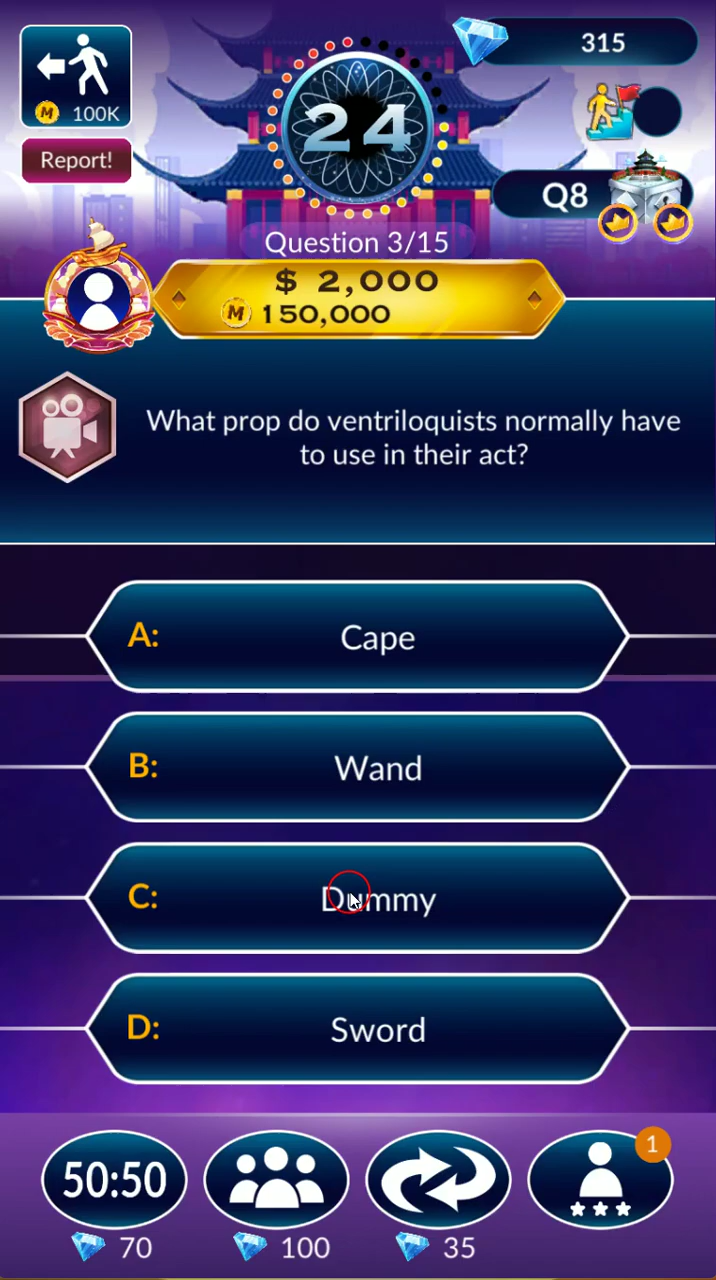 315
M 100K
24
Report!
Q8
Question 3/15
$ 2,000
M 150,000
What prop do ventriloquists normally have
to use in their act?
A: Cape
B: Wand
C: Dummy
D: Sword
1
50:50
70
100
35